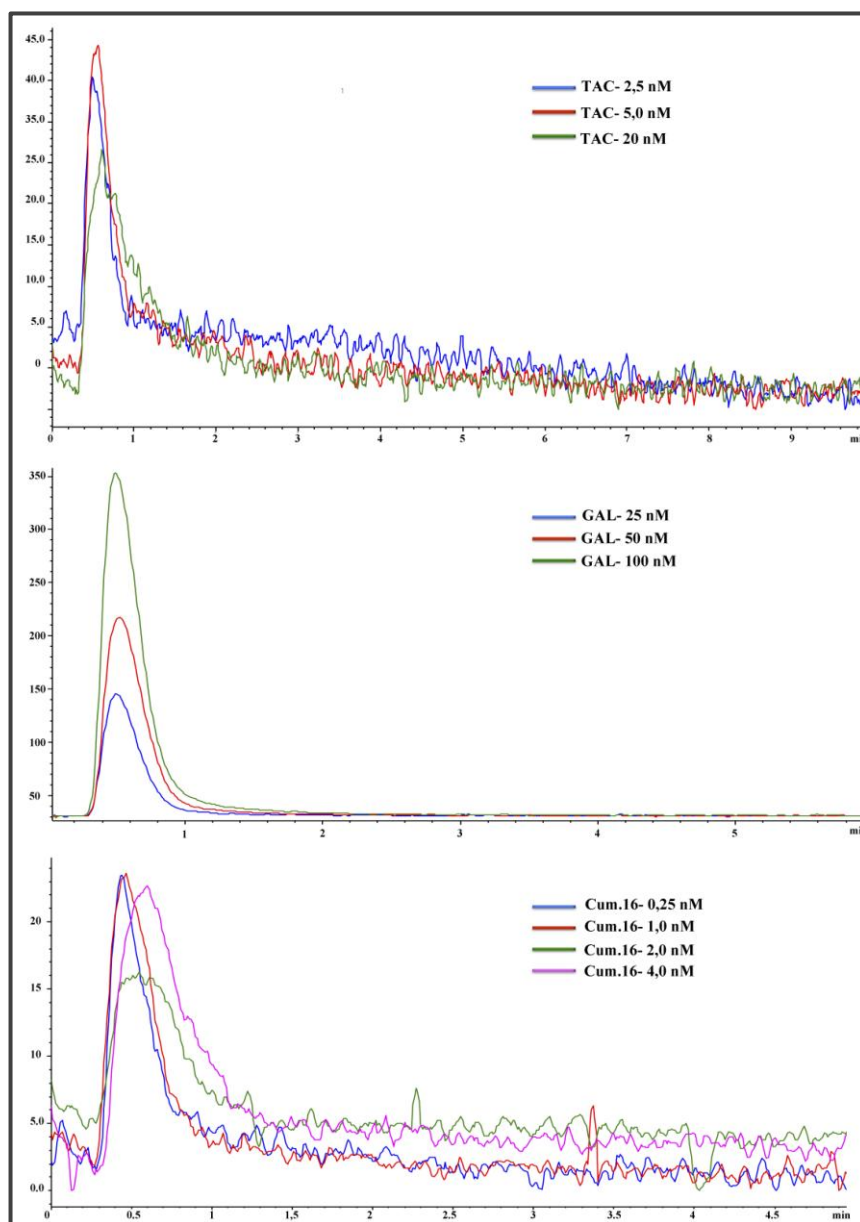 45.0
40.0
35.0
25.0
20.0
15.0
10.0
5.0
0
TAC- 2,5 nM
TAC- 5,0 nM
TAC- 20 nM
0 1 2 3 4 5 6 7 8 9 mi
350
300
250
200
150
100
50
GAL- 25 nM
GAL- 50 nM
GAL- 100 nM
1 2 3 4 5 min
20
15
10
5.0
0,0
Cum.16- 0,25 nM
Cum.16- 1,0 nM
Cum.16- 2,0 nM
Cum.16- 4,0 nM
0 0.5 1 1,5 2 2.5 3 3.5 4 4.5 min